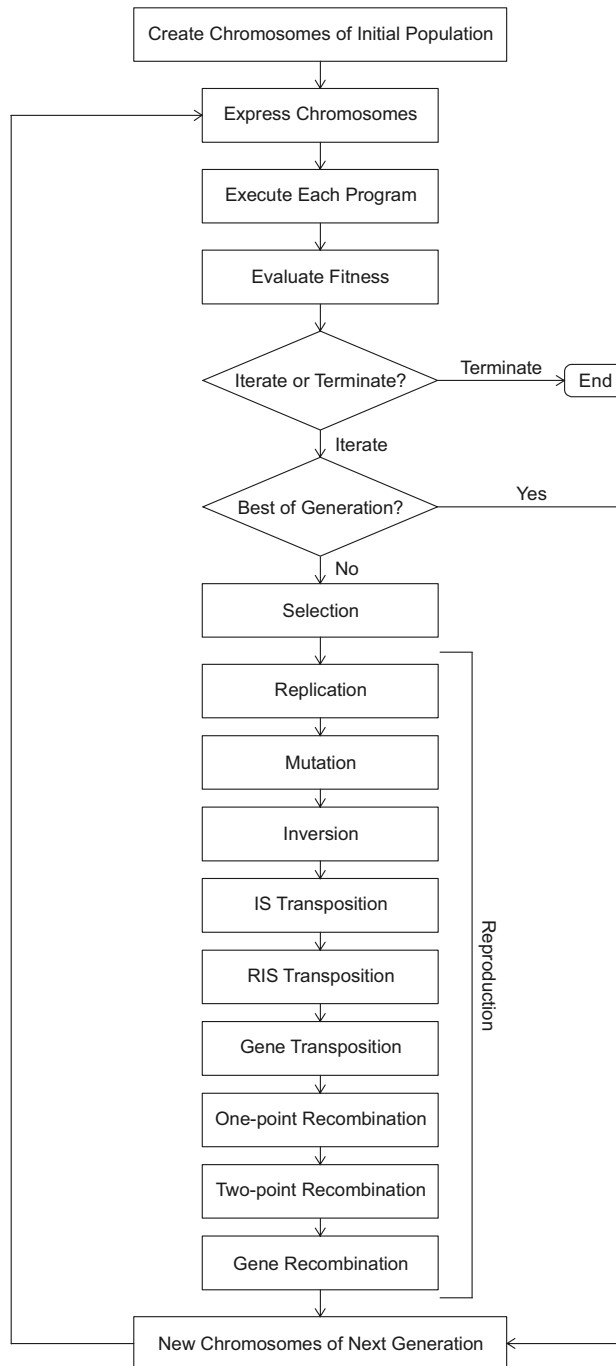 Create Chromosomes of Initial Population
Express Chromosomes
Execute Each Program
Evaluate Fitness
Iterate or Terminate?
Terminate
End
Iterate
Best of Generation?
Yes
No
Selection
Replication
Mutation
Inversion
IS Transposition
RIS Transposition
Gene Transposition
One-point Recombination
Two-point Recombination
Gene Recombination
Reproduction
New Chromosomes of Next Generation